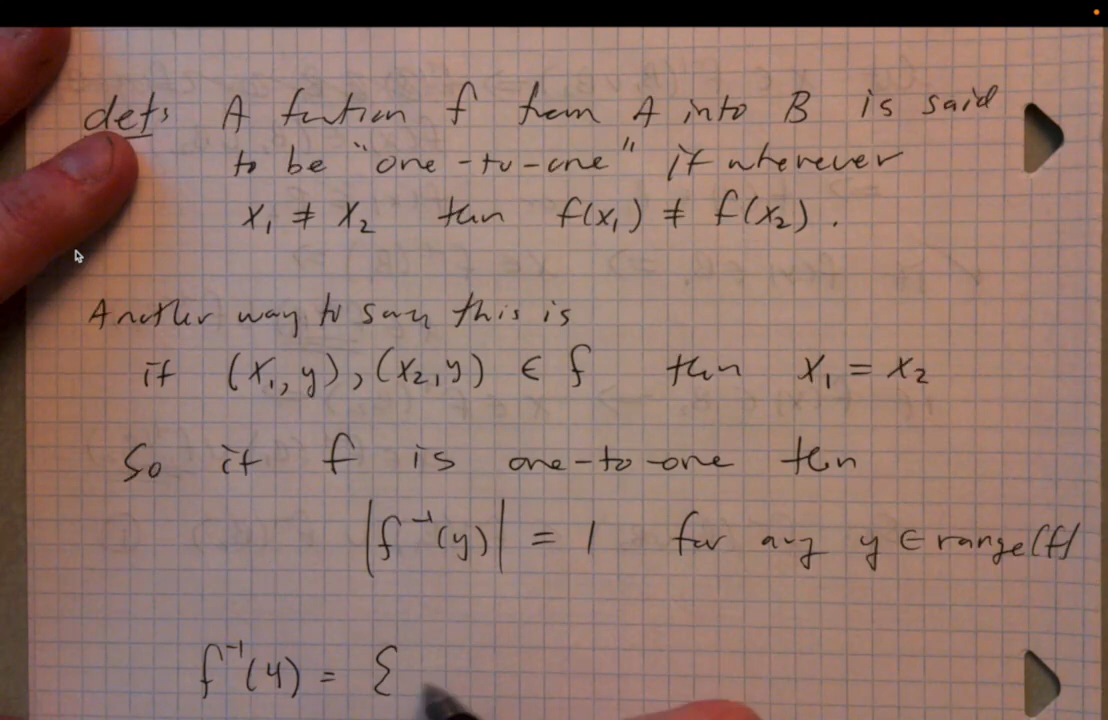 def: A function f from A into B is said
to be "one-to-one" if whenever
x₁ ≠ x₂ then f(x₁) ≠ f(x₂).
Another way to say this is
if (x₁, y), (x₂, y) ∈ f then x₁ = x₂
So if f is one-to-one then
|f⁻¹(y)| = 1 for any y ∈ range(f)
f⁻¹(4) = {